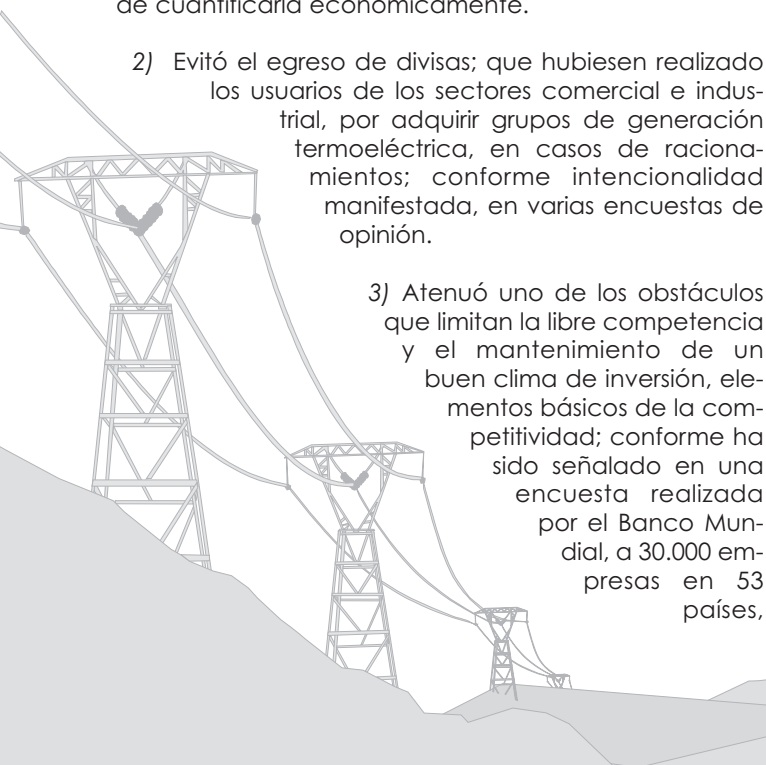 de cuantificarla económicamente.
2) Evitó el egreso de divisas; que hubiesen realizado
los usuarios de los sectores comercial e indus-
trial, por adquirir grupos de generación
termoeléctrica, en casos de raciona-
mientos; conforme intencionalidad
manifestada, en varias encuestas de
opinión.
3) Atenuó uno de los obstáculos
que limitan la libre competencia
y el mantenimiento de un
buen clima de inversión, ele-
mentos básicos de la com-
petitividad; conforme ha
sido señalado en una
encuesta realizada
por el Banco Mun-
dial, a 30.000 em-
presas en 53
países,